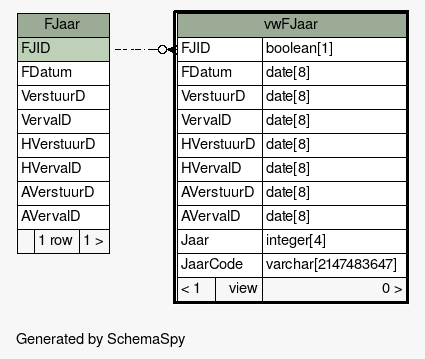 FJaar
FJID
FDatum
VerstuurD
VervalD
HVerstuurD
HVervalD
AVerstuurD
AVervalD
1 row 1 >
vwFJaar
FJID boolean[1]
FDatum date[8]
VerstuurD date[8]
VervalD date[8]
HVerstuurD date[8]
HVervalD date[8]
AVerstuurD date[8]
AVervalD date[8]
Jaar integer[4]
JaarCode varchar[2147483647]
< 1 view 0 >
Generated by SchemaSpy